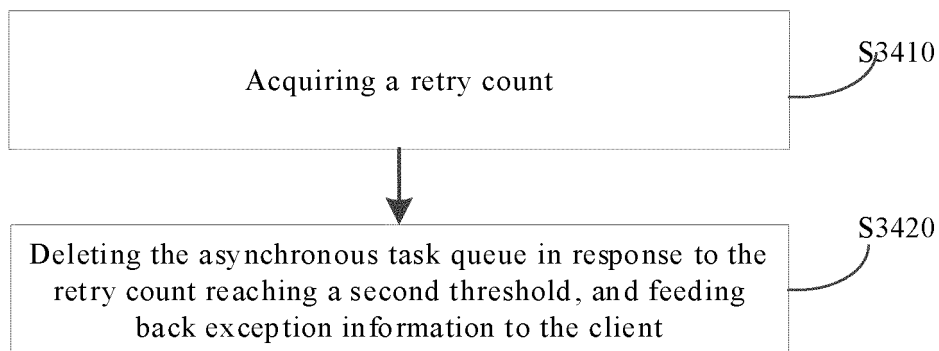 Acquiring a retry count
S3410
Deleting the asynchronous task queue in response to the
retry count reaching a second threshold, and feeding
back exception information to the client
S3420